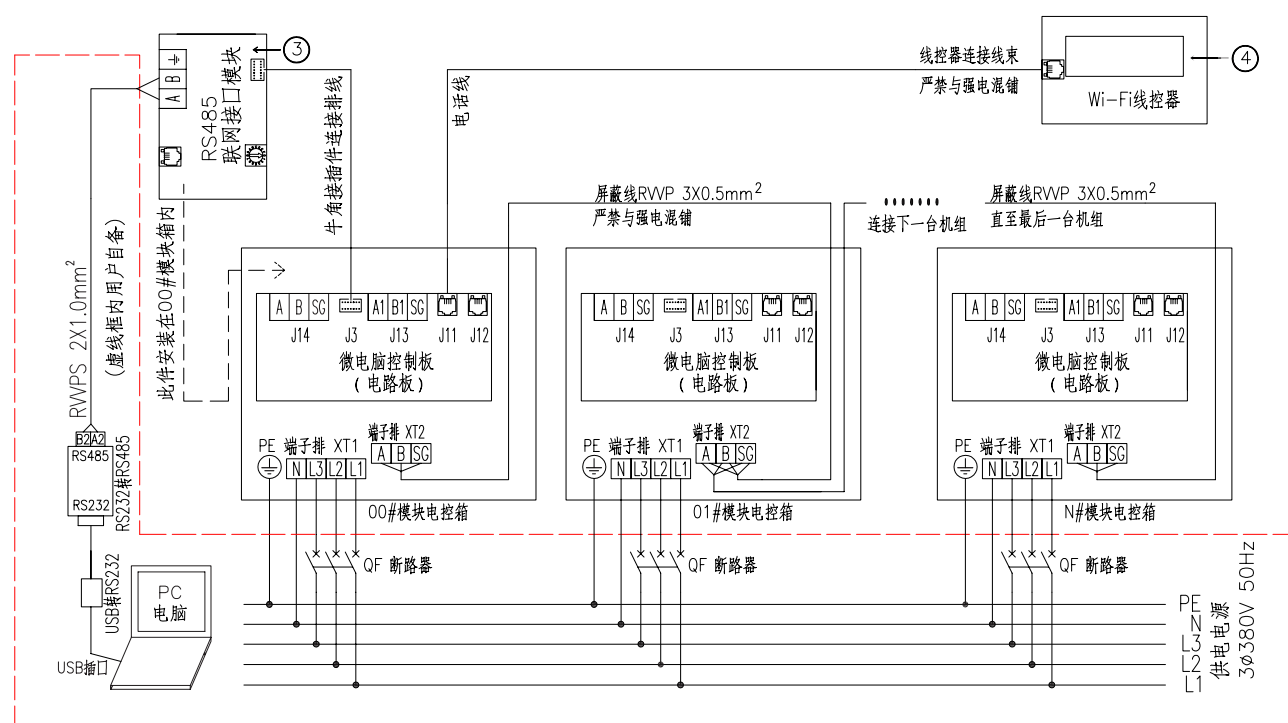 ③
④
⏚
B
A
RS485
联网接口模块
牛角接插件连接排线
电话线
线控器连接线束
严禁与强电混铺
Wi-Fi线控器
屏蔽线RVVP 3X0.5mm²
严禁与强电混铺
连接下一台机组
屏蔽线RVVP 3X0.5mm²
直至最后一台机组
RVVPS 2X1.0mm²
(虚线框内用户自备)
此件安装在00#模块箱内
A B SG A1 B1 SG
J14 J3 J13 J11 J12
微电脑控制板
(电路板)
PE 端子排 XT1 端子排 XT2
N L3 L2 L1 A B SG
00#模块电控箱
A B SG A1 B1 SG
J14 J3 J13 J11 J12
微电脑控制板
(电路板)
PE 端子排 XT1 端子排 XT2
N L3 L2 L1 A B SG
01#模块电控箱
A B SG A1 B1 SG
J14 J3 J13 J11 J12
微电脑控制板
(电路板)
PE 端子排 XT1 端子排 XT2
N L3 L2 L1 A B SG
N#模块电控箱
B2 A2
RS485
RS232
RS232转RS485
USB转RS232
PC
电脑
USB插口
QF 断路器
QF 断路器
QF 断路器
PE
N
L3
L2
L1
供电电源
3ø380V 50Hz